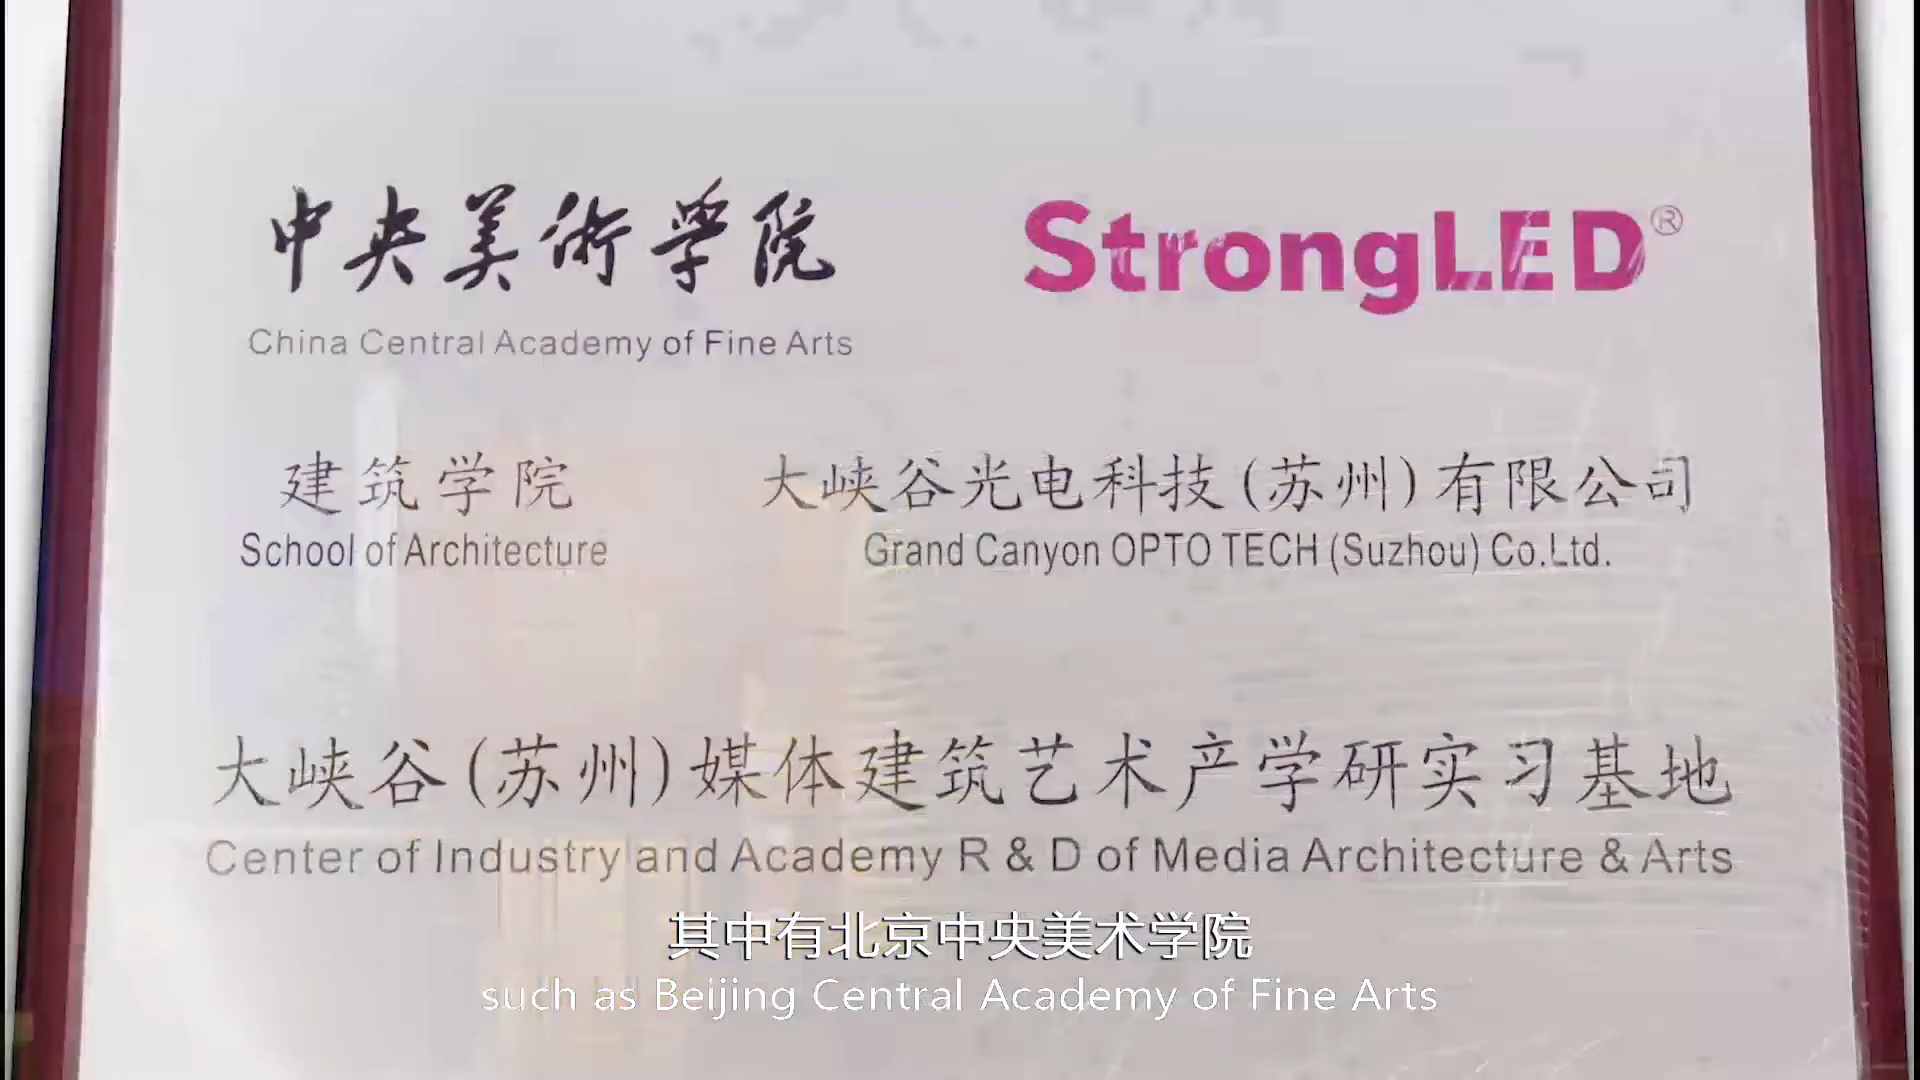 中央美術学院 StrongLED®
China Central Academy of Fine Arts
建筑学院 大峡谷光电科技(苏州)有限公司
School of Architecture Grand Canyon OPTO TECH (Suzhou) Co.Ltd.
大峡谷(苏州)媒体建筑艺术产学研实习基地
Center of Industry and Academy R & D of Media Architecture & Arts
其中有北京中央美术学院
such as Beijing Central Academy of Fine Arts